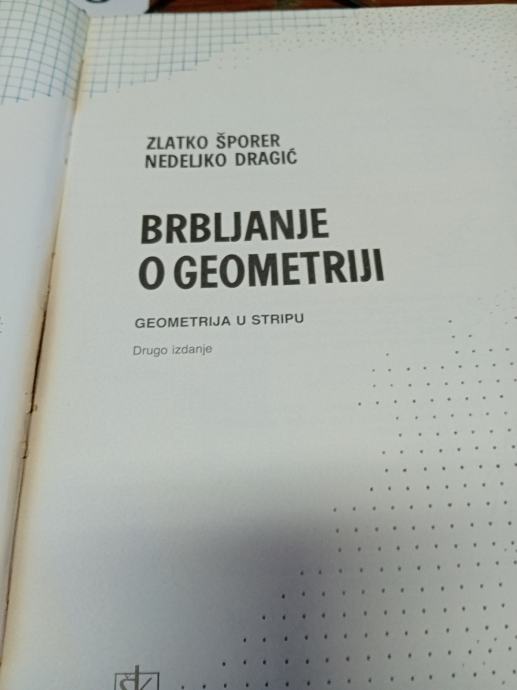 ZLATKO ŠPORER
NEDELJKO DRAGIĆ
BRBLJANJE
O GEOMETRIJI
GEOMETRIJA U STRIPU
Drugo izdanje